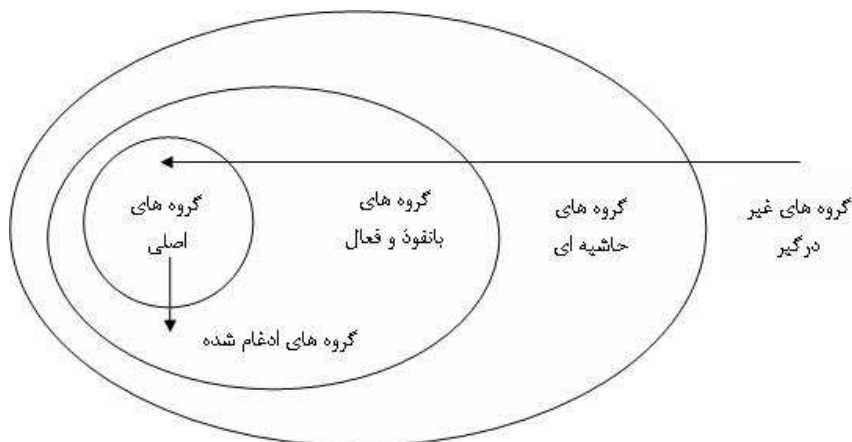 گروه های غیر
درگیر
گروه های
حاشیه ای
گروه های
بانفوذ و فعال
گروه های
اصلی
گروه های ادغام شده